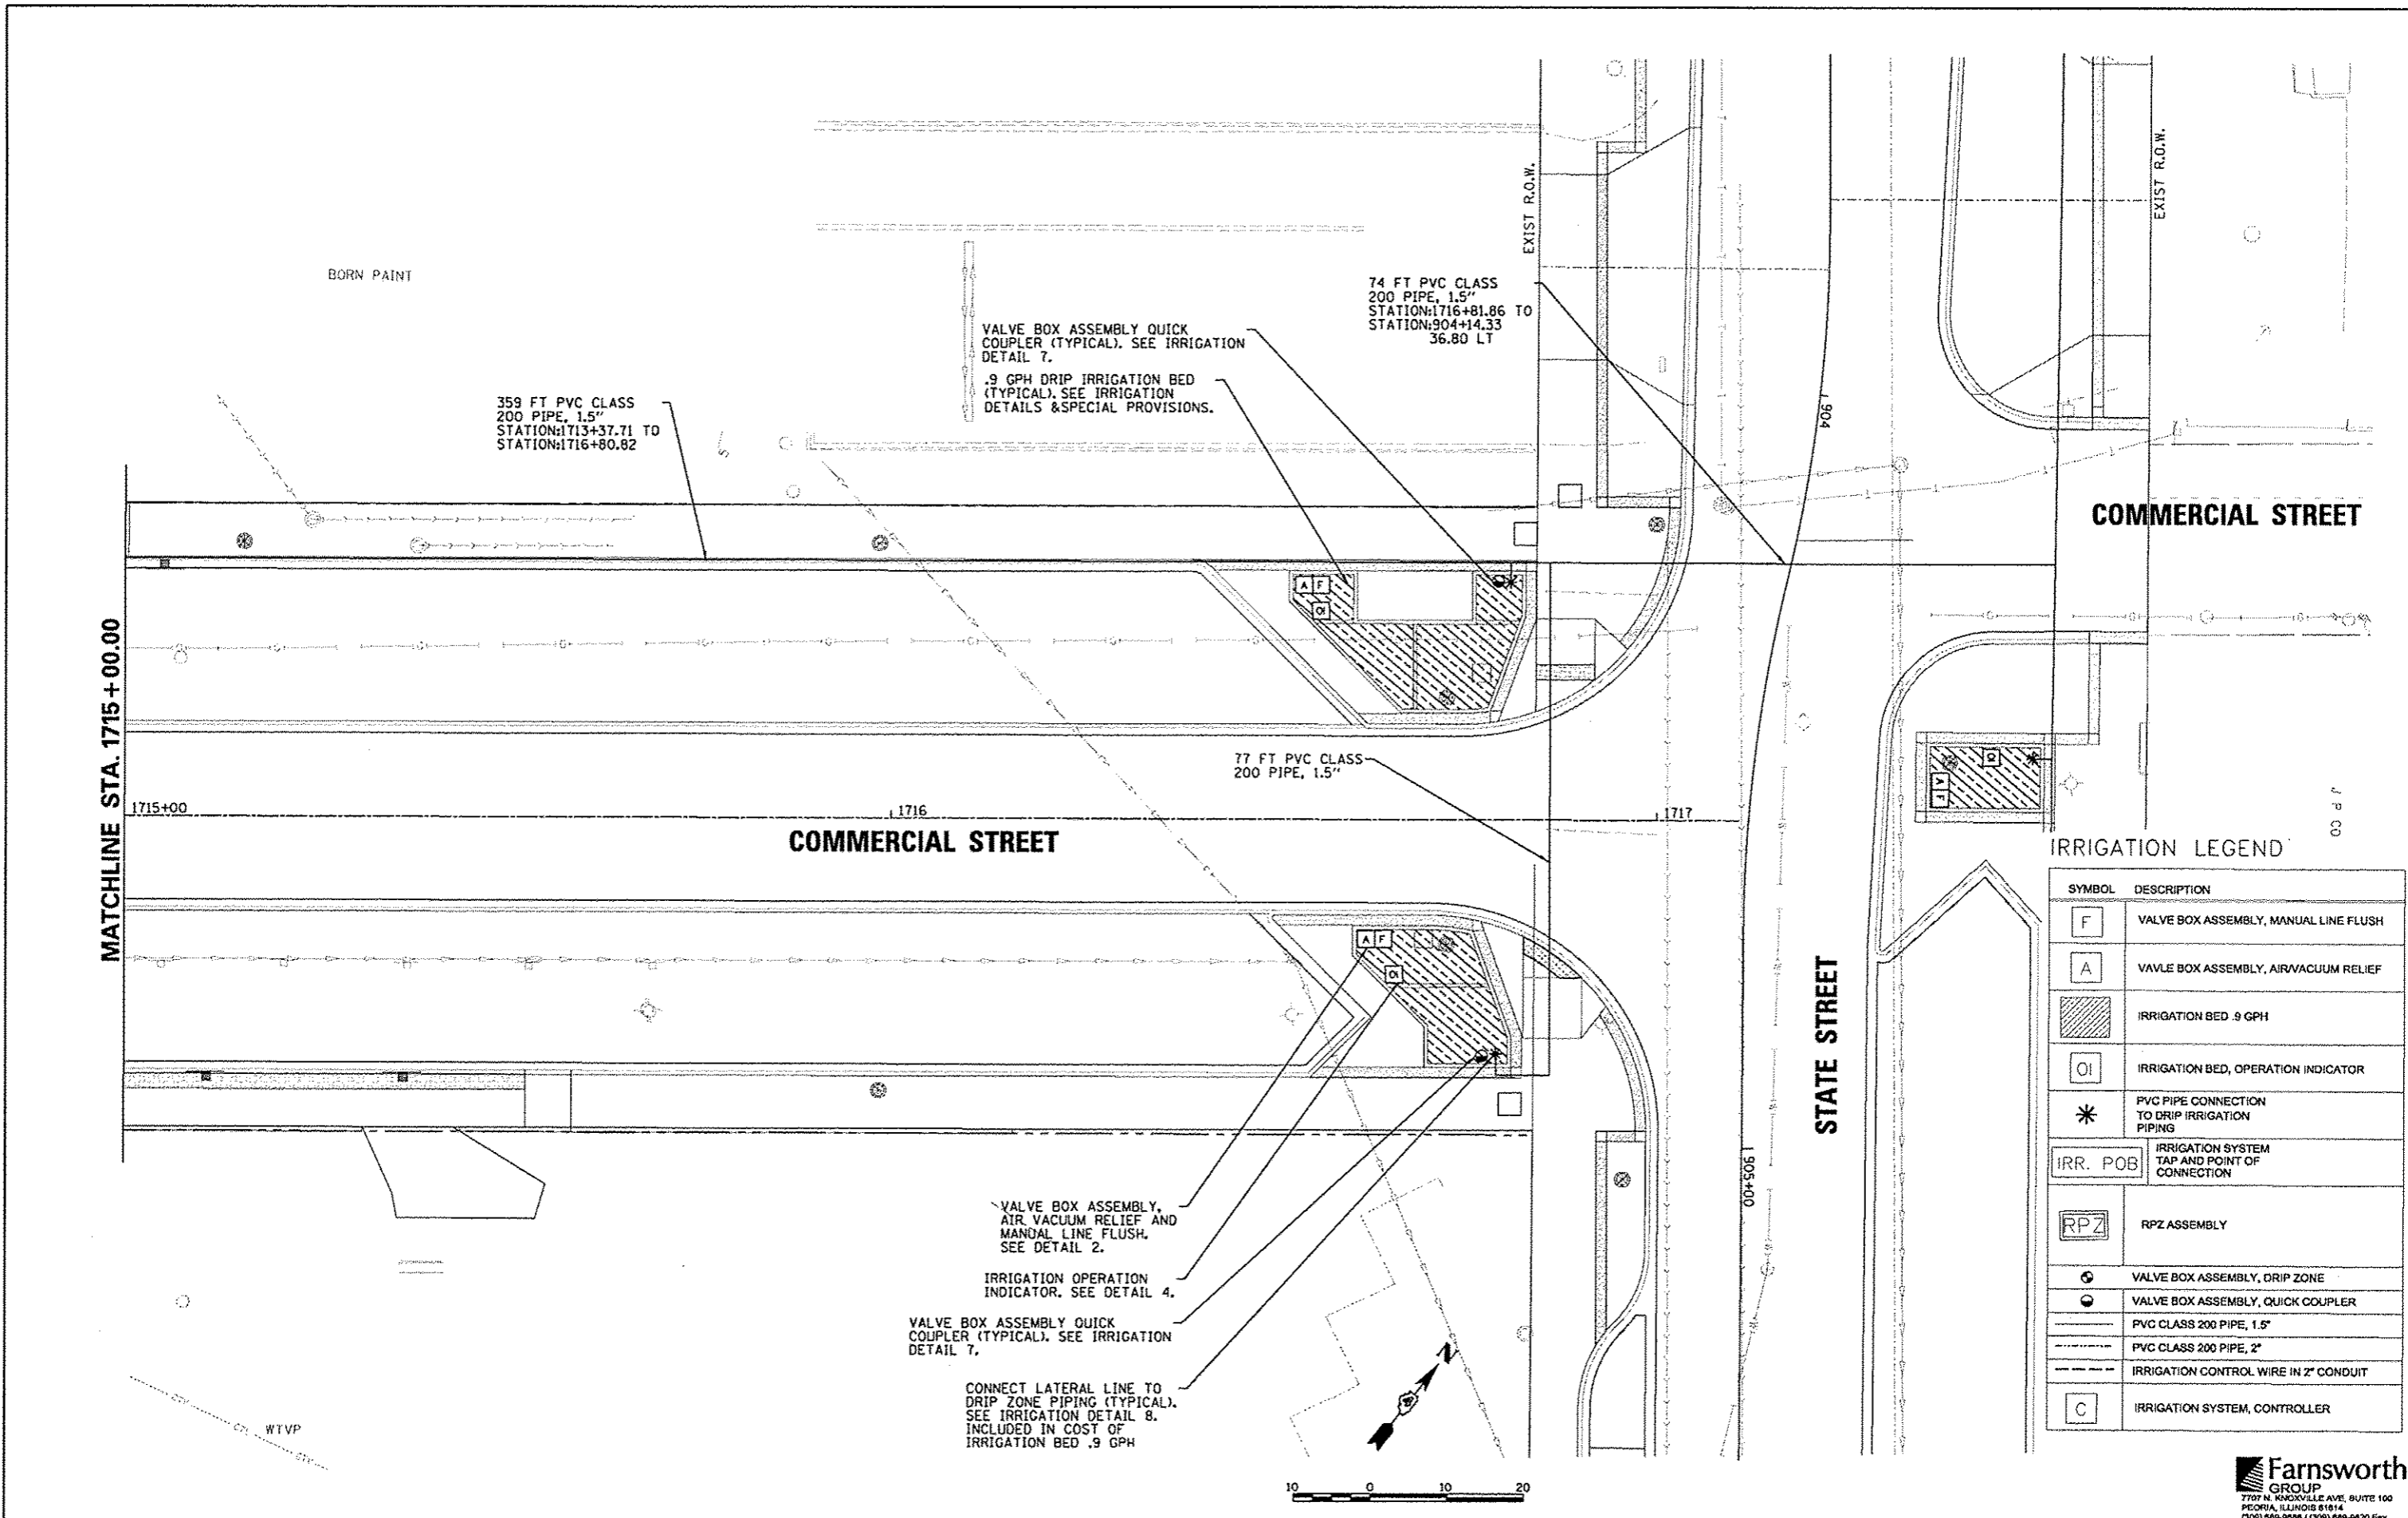 BORN PAINT
359 FT PVC CLASS
200 PIPE, 1.5"
STATION:1713+37.71 TO
STATION:1716+80.82
VALVE BOX ASSEMBLY QUICK
COUPLER (TYPICAL). SEE IRRIGATION
DETAIL 7.
.9 GPH DRIP IRRIGATION BED
(TYPICAL). SEE IRRIGATION
DETAILS &SPECIAL PROVISIONS.
74 FT PVC CLASS
200 PIPE, 1.5"
STATION:1716+81.86 TO
STATION:904+14.33
36.80 LT
EXIST R.O.W.
EXIST R.O.W.
904
COMMERCIAL STREET
A F
OI
MATCHLINE STA. 1715+00.00
77 FT PVC CLASS
200 PIPE, 1.5"
OI
A F
1715+00
1716
1717
COMMERCIAL STREET
J P CO
A F
OI
STATE STREET
905+00
VALVE BOX ASSEMBLY,
AIR VACUUM RELIEF AND
MANUAL LINE FLUSH.
SEE DETAIL 2.
IRRIGATION OPERATION
INDICATOR. SEE DETAIL 4.
VALVE BOX ASSEMBLY QUICK
COUPLER (TYPICAL). SEE IRRIGATION
DETAIL 7.
CONNECT LATERAL LINE TO
DRIP ZONE PIPING (TYPICAL).
SEE IRRIGATION DETAIL 8.
INCLUDED IN COST OF
IRRIGATION BED .9 GPH
WTVP
N
10 0 10 20
IRRIGATION LEGEND
SYMBOL DESCRIPTION
F VALVE BOX ASSEMBLY, MANUAL LINE FLUSH
A VAVLE BOX ASSEMBLY, AIR/VACUUM RELIEF
IRRIGATION BED .9 GPH
OI IRRIGATION BED, OPERATION INDICATOR
PVC PIPE CONNECTION
TO DRIP IRRIGATION
PIPING
IRR. POB IRRIGATION SYSTEM
TAP AND POINT OF
CONNECTION
RPZ RPZ ASSEMBLY
VALVE BOX ASSEMBLY, DRIP ZONE
VALVE BOX ASSEMBLY, QUICK COUPLER
PVC CLASS 200 PIPE, 1.5"
PVC CLASS 200 PIPE, 2"
IRRIGATION CONTROL WIRE IN 2" CONDUIT
C IRRIGATION SYSTEM, CONTROLLER
Farnsworth
GROUP
7707 N. KNOXVILLE AVE, SUITE 100
PEORIA, ILLINOIS 61614